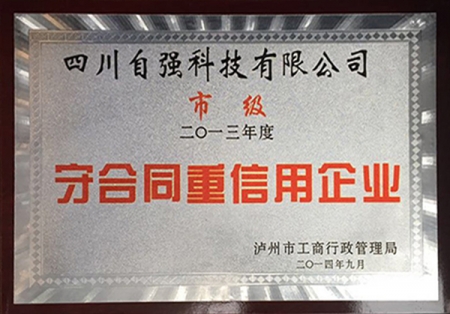 四川自强科技有限公司
市级
二〇一三年度
守合同重信用企业
泸州市工商行政管理局
二〇一四年九月